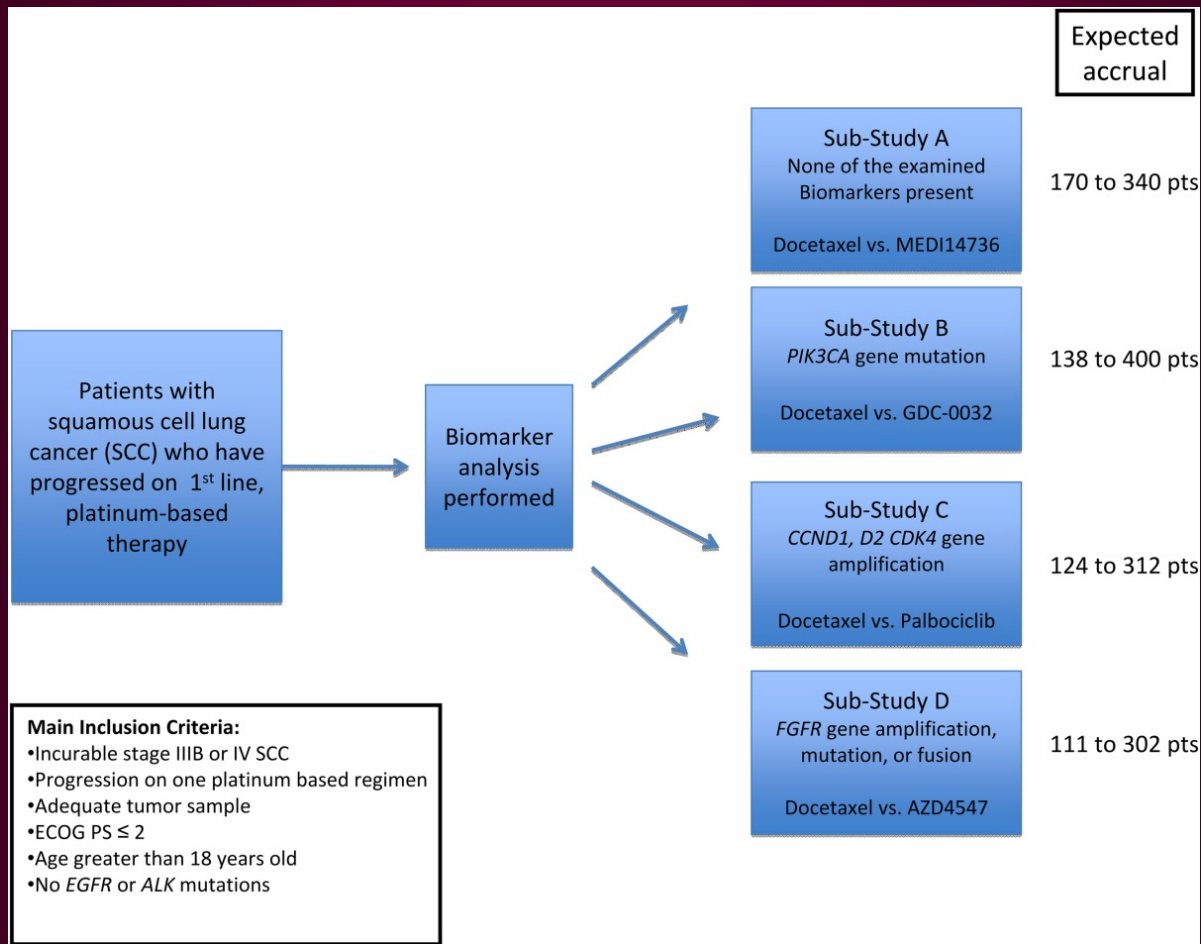 Expected
accrual
Sub-Study A
None of the examined
Biomarkers present
Docetaxel vs. MEDI14736
170 to 340 pts
Sub-Study B
PIK3CA gene mutation
Docetaxel vs. GDC-0032
138 to 400 pts
Patients with
squamous cell lung
cancer (SCC) who have
progressed on 1st line,
platinum-based
therapy
Biomarker
analysis
performed
Sub-Study C
CCND1, D2 CDK4 gene
amplification
Docetaxel vs. Palbociclib
124 to 312 pts
Sub-Study D
FGFR gene amplification,
mutation, or fusion
Docetaxel vs. AZD4547
111 to 302 pts
Main Inclusion Criteria:
•Incurable stage IIIB or IV SCC
•Progression on one platinum based regimen
•Adequate tumor sample
•ECOG PS ≤ 2
•Age greater than 18 years old
•No EGFR or ALK mutations